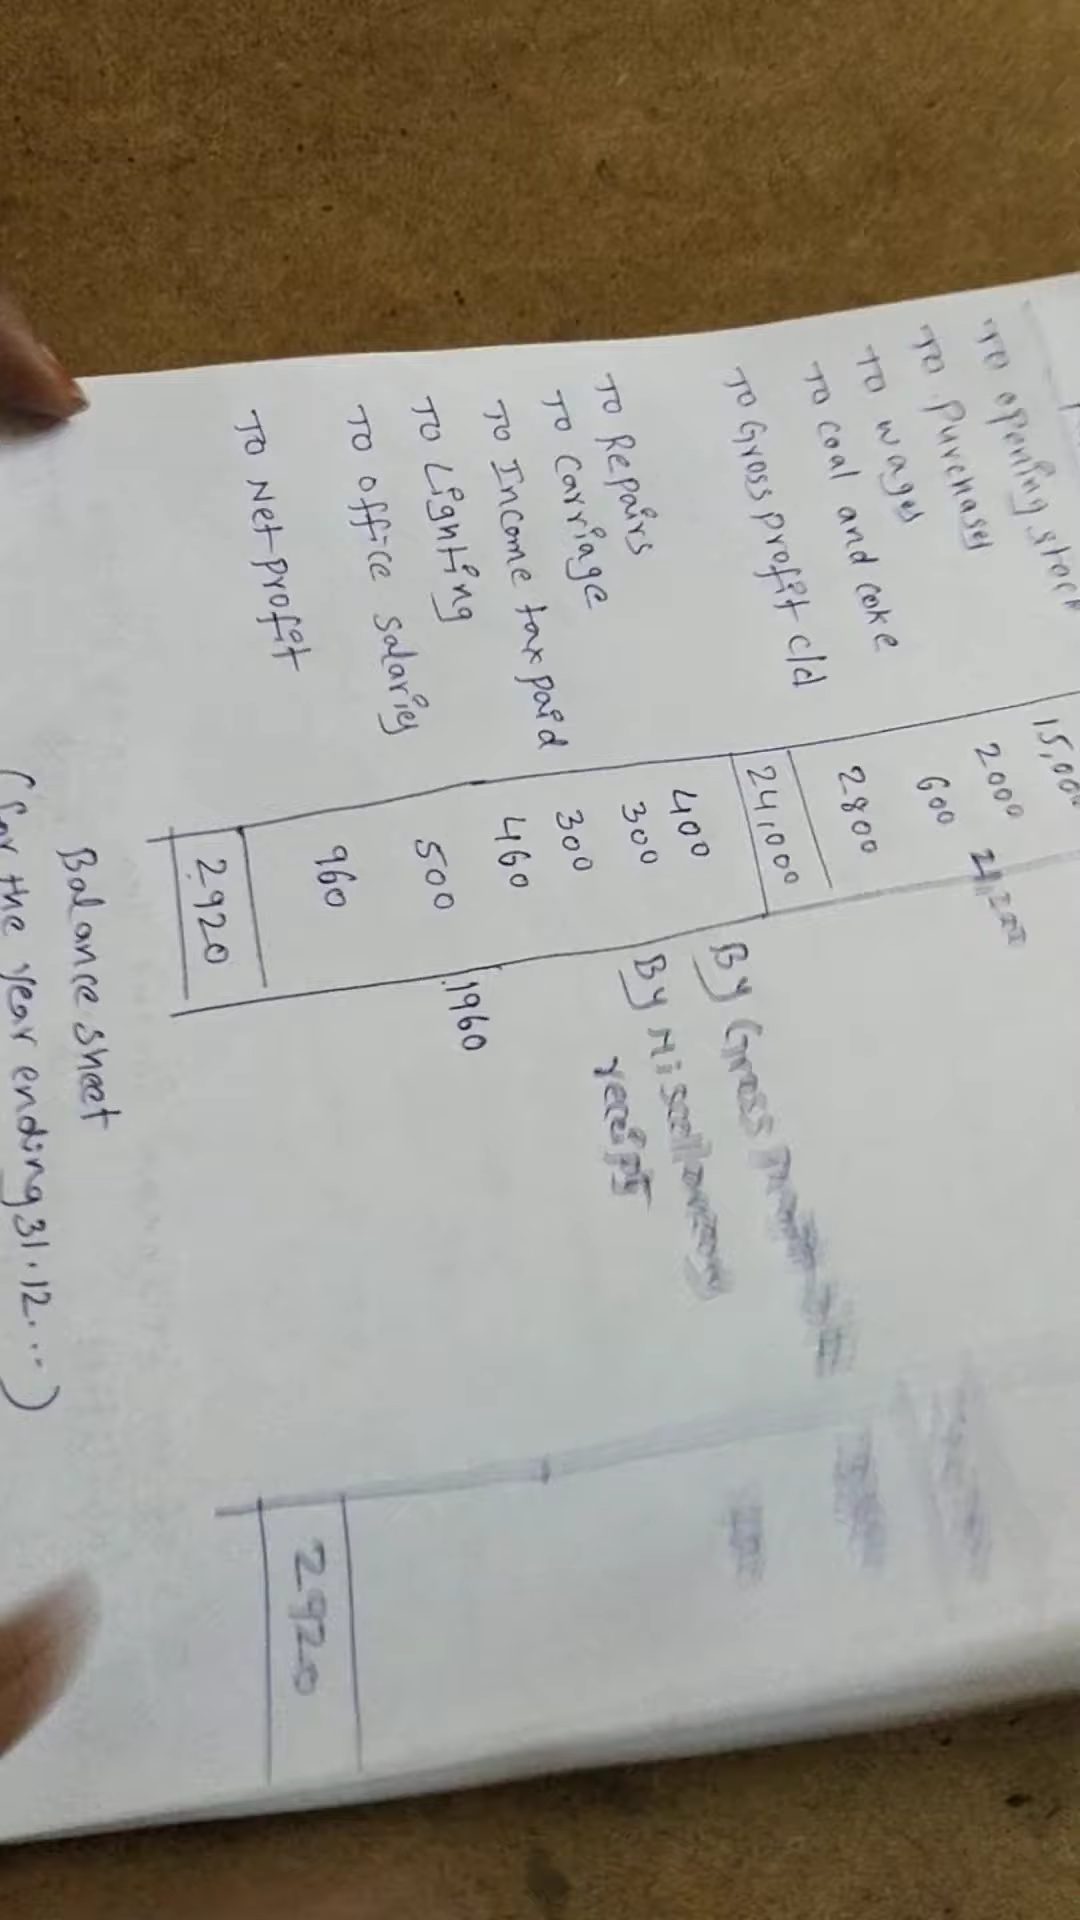 To opening stock
To Purchases 15,000
To wages 2000
To coal and coke 600 21,200
To Gross profit c/d 2800
24,000
To Repairs 400 By Gross
To Carriage 300 By Miscellaneous
To Income tax paid 300 receipts
To Lighting 460
To office salaries 500 1960
To Net profit 960
2920 2920
Balance sheet
(for the year ending 31.12...)